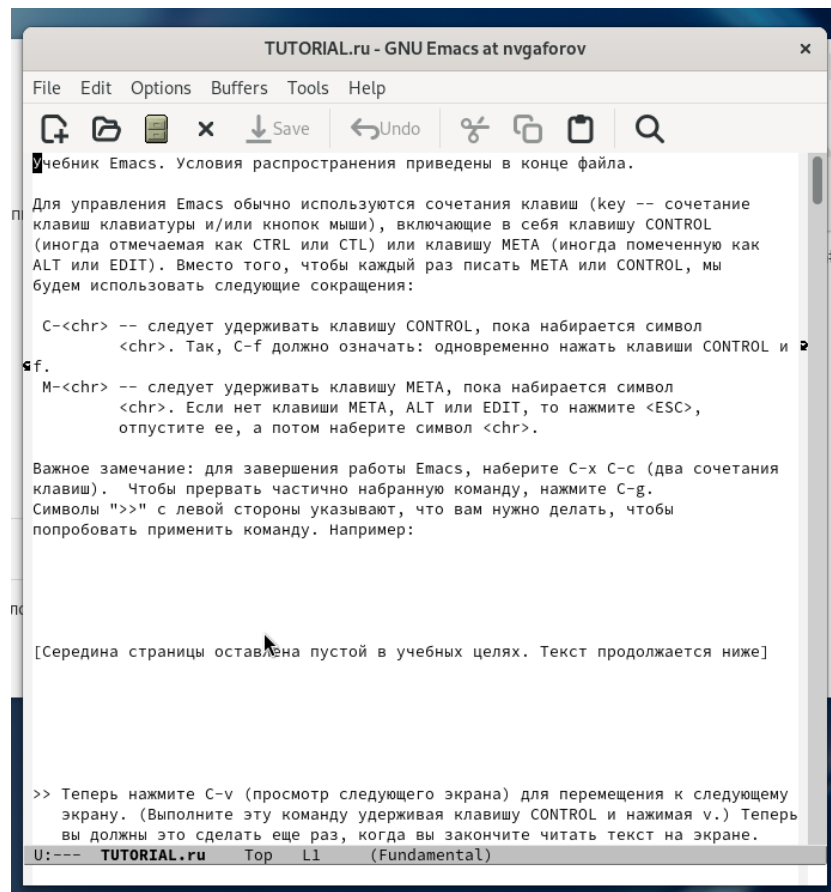 TUTORIAL.ru - GNU Emacs at nvgaforov
File Edit Options Buffers Tools Help
Save Undo
Учебник Emacs. Условия распространения приведены в конце файла.
Для управления Emacs обычно используются сочетания клавиш (key -- сочетание
клавиш клавиатуры и/или кнопок мыши), включающие в себя клавишу CONTROL
(иногда отмечаемая как CTRL или CTL) или клавишу META (иногда помеченную как
ALT или EDIT). Вместо того, чтобы каждый раз писать META или CONTROL, мы
будем использовать следующие сокращения:
C-<chr> -- следует удерживать клавишу CONTROL, пока набирается символ
<chr>. Так, C-f должно означать: одновременно нажать клавиши CONTROL и
f.
M-<chr> -- следует удерживать клавишу META, пока набирается символ
<chr>. Если нет клавиши META, ALT или EDIT, то нажмите <ESC>,
отпустите ее, а потом наберите символ <chr>.
Важное замечание: для завершения работы Emacs, наберите C-x C-c (два сочетания
клавиш).  Чтобы прервать частично набранную команду, нажмите C-g.
Символы ">>" с левой стороны указывают, что вам нужно делать, чтобы
попробовать применить команду. Например:
[Середина страницы оставлена пустой в учебных целях. Текст продолжается ниже]
>> Теперь нажмите C-v (просмотр следующего экрана) для перемещения к следующему
экрану. (Выполните эту команду удерживая клавишу CONTROL и нажимая v.) Теперь
вы должны это сделать еще раз, когда вы закончите читать текст на экране.
U:--- TUTORIAL.ru Top L1 (Fundamental)